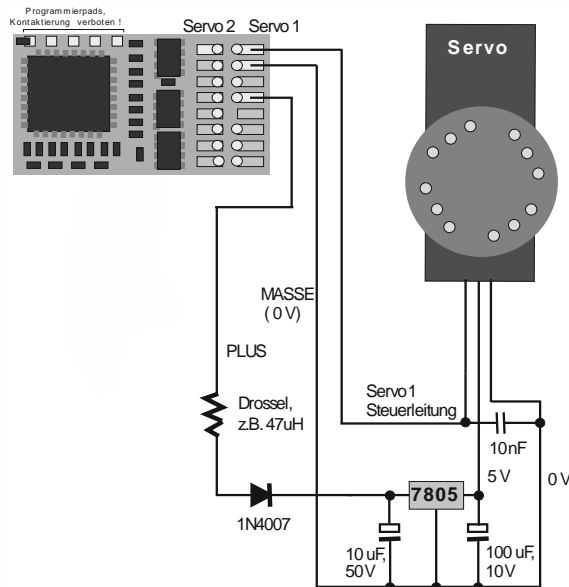 Programmierpads,
Kontaktierung verboten !
Servo 2 Servo 1
Servo
MASSE
( 0 V)
PLUS
Drossel,
z.B. 47uH
Servo1
Steuerleitung
10nF
5V
0V
7805
1N4007
10 uF,
50V
100 uF,
10V